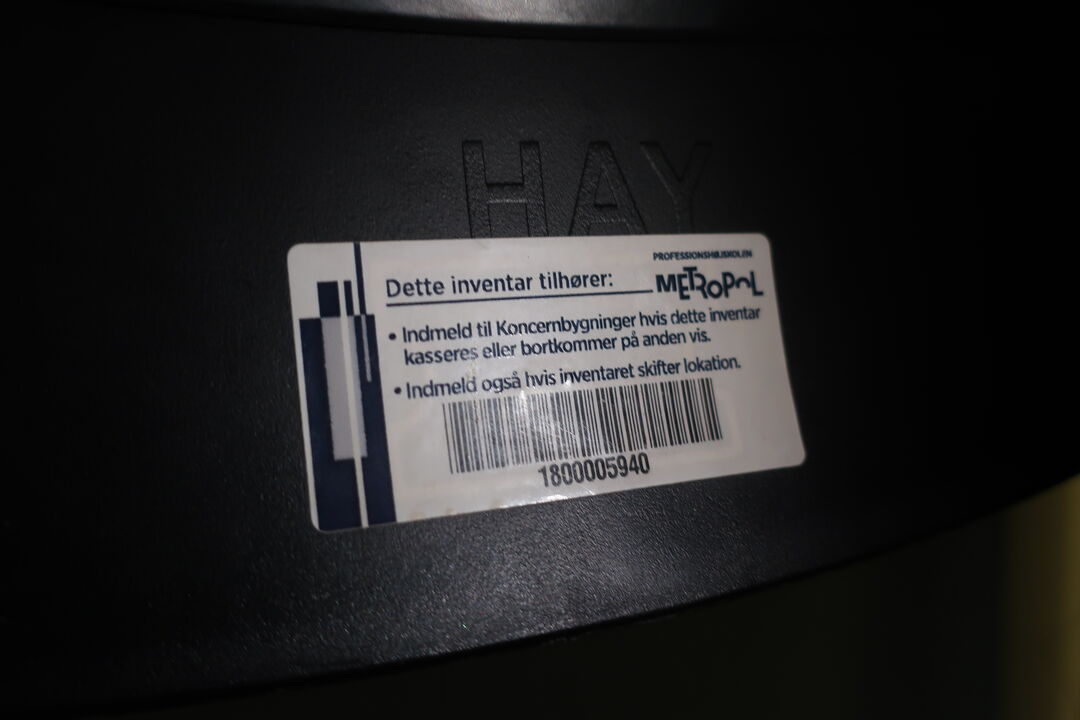 HAY
PROFESSIONSHØJSKOLEN
Dette inventar tilhører:
METROPOL
• Indmeld til Koncernbygninger hvis dette inventar
kasseres eller bortkommer på anden vis.
• Indmeld også hvis inventaret skifter lokation.
1800005940